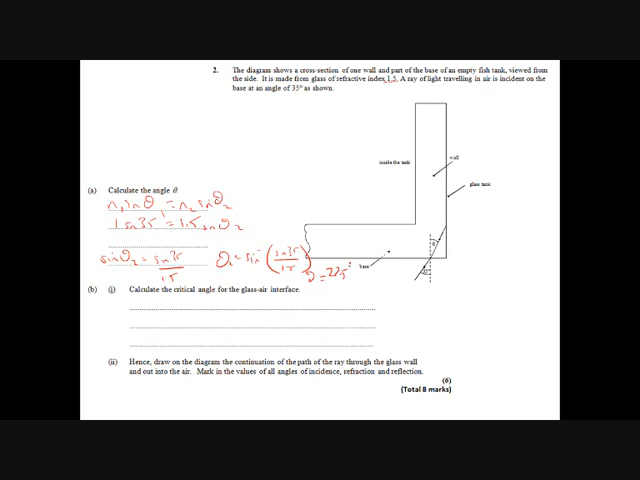 2. The diagram shows a cross-section of one wall and part of the base of an empty fish tank, viewed from
the side. It is made from glass of refractive index 1.5. A ray of light travelling in air is incident on the
base at an angle of 35° as shown.
inside the tank
wall
glass tank
(a) Calculate the angle θ.
n₁ sinθ₁ = n₂ sinθ₂
1 sin35 = 1.5 sinθ₂
sinθ₂ = sin35/1.5 θ₂ = sin⁻¹(sin35/1.5) θ = 22.5°
base
θ
35°
(b) (i) Calculate the critical angle for the glass-air interface.
(ii) Hence, draw on the diagram the continuation of the path of the ray through the glass wall
and out into the air. Mark in the values of all angles of incidence, refraction and reflection.
(6)
(Total 8 marks)